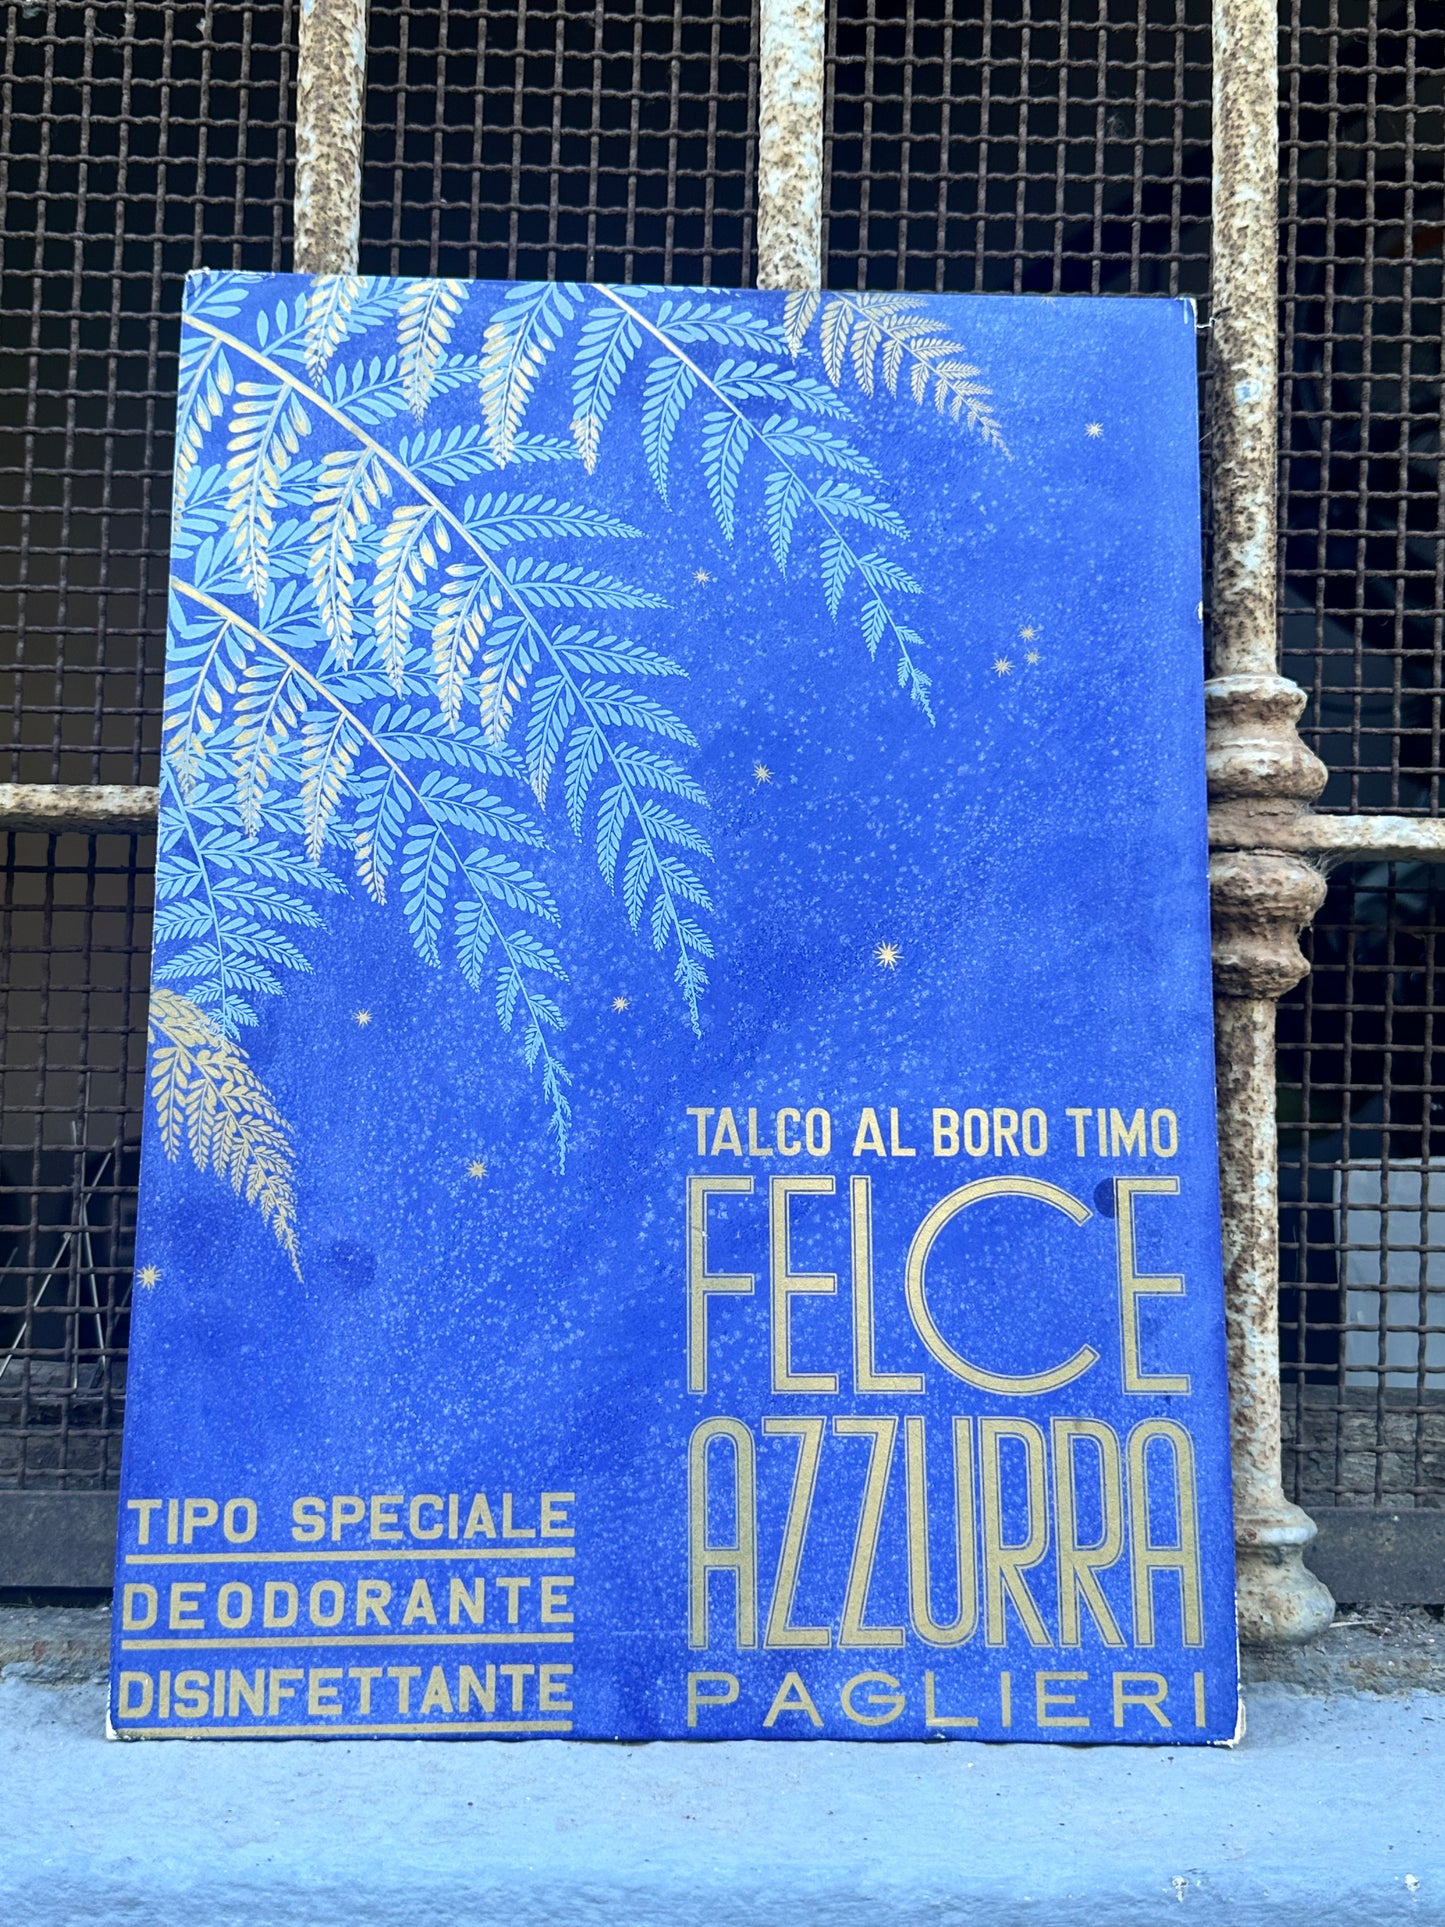 TALCO AL BORO TIMO
FELCE
AZZURRA
PAGLIERI
TIPO SPECIALE
DEODORANTE
DISINFETTANTE